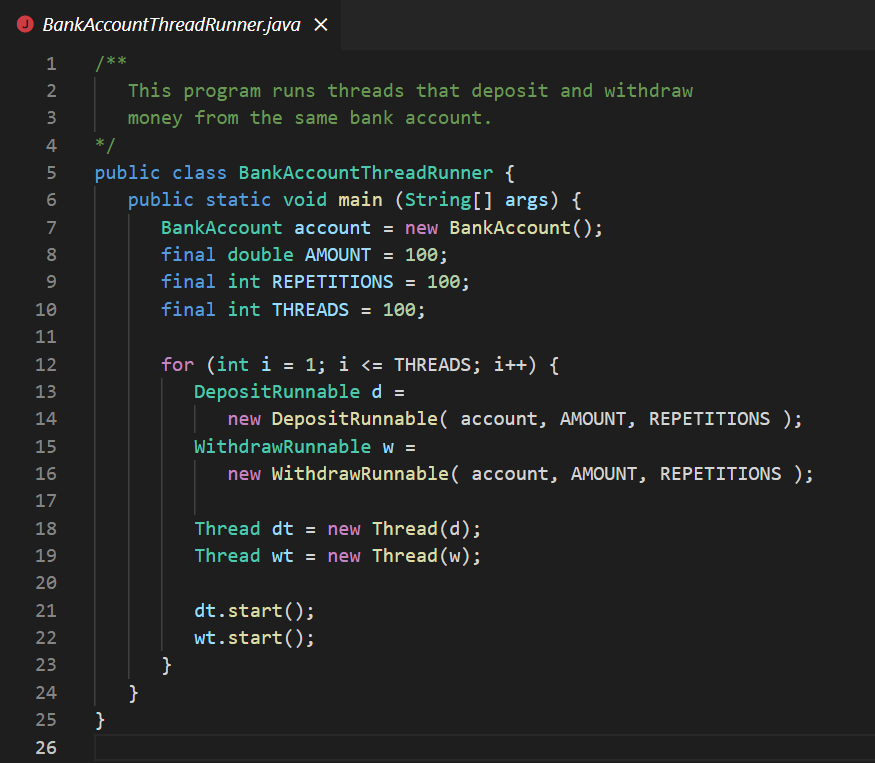 J BankAccountThreadRunner.java ×
1 /**
2    This program runs threads that deposit and withdraw
3    money from the same bank account.
4 */
5 public class BankAccountThreadRunner {
6    public static void main (String[] args) {
7       BankAccount account = new BankAccount();
8       final double AMOUNT = 100;
9       final int REPETITIONS = 100;
10       final int THREADS = 100;
11
12       for (int i = 1; i <= THREADS; i++) {
13          DepositRunnable d =
14             new DepositRunnable( account, AMOUNT, REPETITIONS );
15          WithdrawRunnable w =
16             new WithdrawRunnable( account, AMOUNT, REPETITIONS );
17
18          Thread dt = new Thread(d);
19          Thread wt = new Thread(w);
20
21          dt.start();
22          wt.start();
23       }
24    }
25 }
26